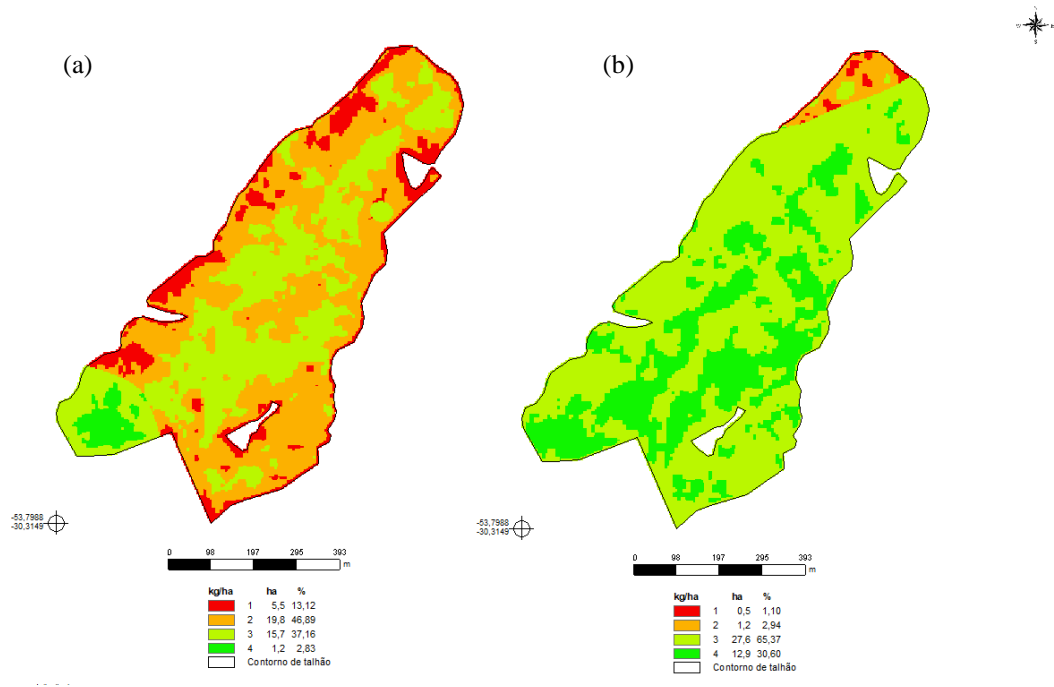 (a)
(b)
-53,7988
-30,3149
0 98 197 295 393
m
kg/ha ha %
1 5,5 13,12
2 19,8 46,89
3 15,7 37,16
4 1,2 2,83
Contorno de talhão
-53,7988
-30,3149
0 98 197 295 393
m
kg/ha ha %
1 0,5 1,10
2 1,2 2,94
3 27,6 65,37
4 12,9 30,60
Contorno de talhão